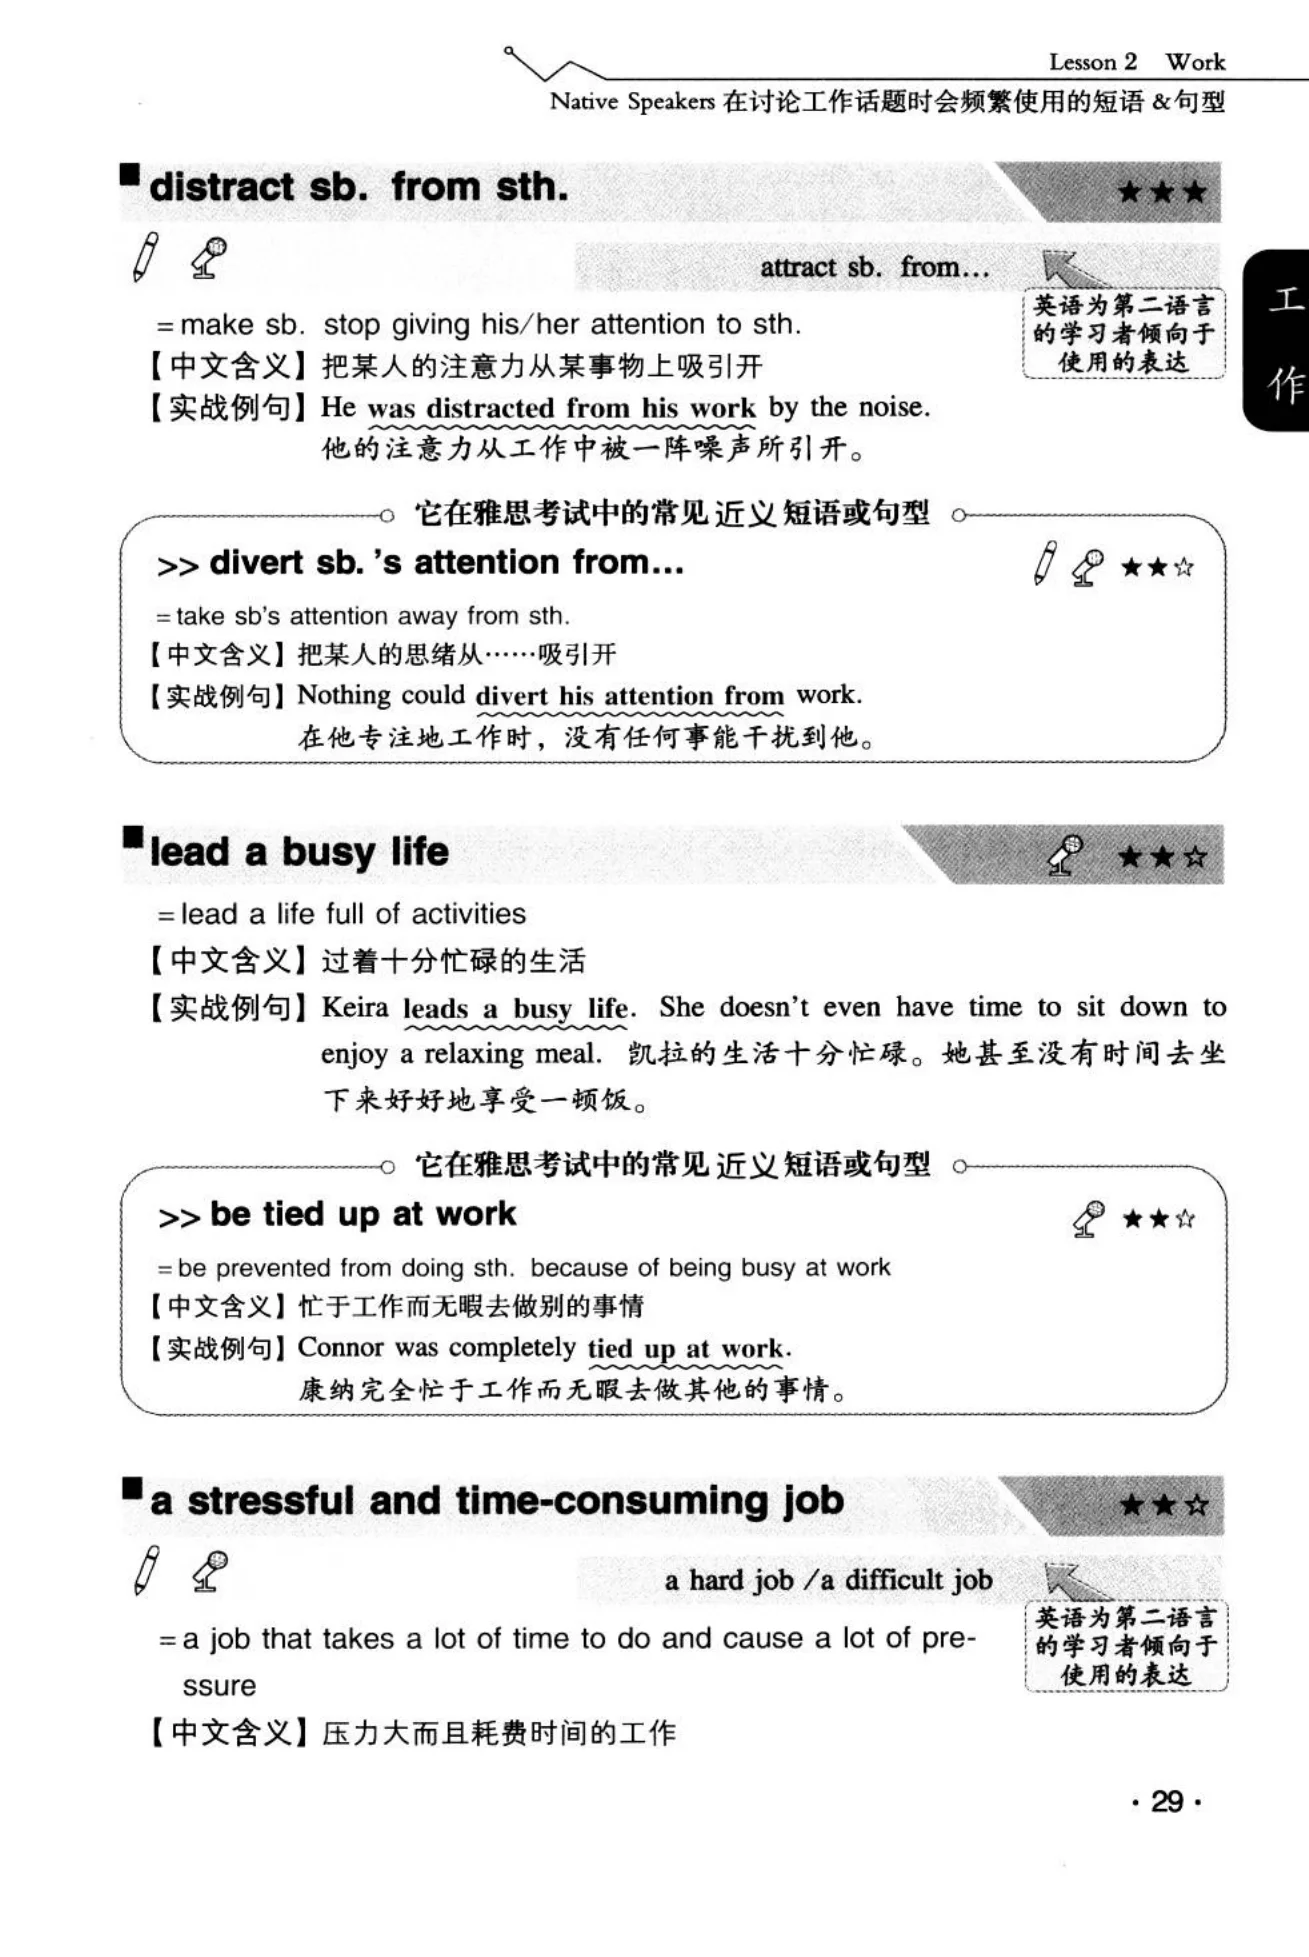 Lesson 2 Work
Native Speakers 在讨论工作话题时会频繁使用的短语 &句型
■distract sb. from sth. ★★★
attract sb. from…
英语为第二语言
的学习者倾向于
使用的表达
工
作
=make sb. stop giving his/her attention to sth.
【中文含义】把某人的注意力从某事物上吸引开
【实战例句】He was distracted from his work by the noise.
他的注意力从工作中被一阵噪声所引开。
它在雅思考试中的常见近义短语或句型
>> divert sb. 's attention from… ★★☆
=take sb's attention away from sth.
【中文含义】把某人的思绪从……吸引开
【实战例句】Nothing could divert his attention from work.
在他专注地工作时，没有任何事能干扰到他。
■lead a busy life ★★☆
=lead a life full of activities
【中文含义】过着十分忙碌的生活
【实战例句】Keira leads a busy life. She doesn't even have time to sit down to
enjoy a relaxing meal. 凯拉的生活十分忙碌。她甚至没有时间去坐
下来好好地享受一顿饭。
它在雅思考试中的常见近义短语或句型
>> be tied up at work ★★☆
=be prevented from doing sth. because of being busy at work
【中文含义】忙于工作而无暇去做别的事情
【实战例句】Connor was completely tied up at work.
康纳完全忙于工作而无暇去做其他的事情。
■a stressful and time-consuming job ★★☆
a hard job /a difficult job
英语为第二语言
的学习者倾向于
使用的表达
=a job that takes a lot of time to do and cause a lot of pre-
ssure
【中文含义】压力大而且耗费时间的工作
·29·